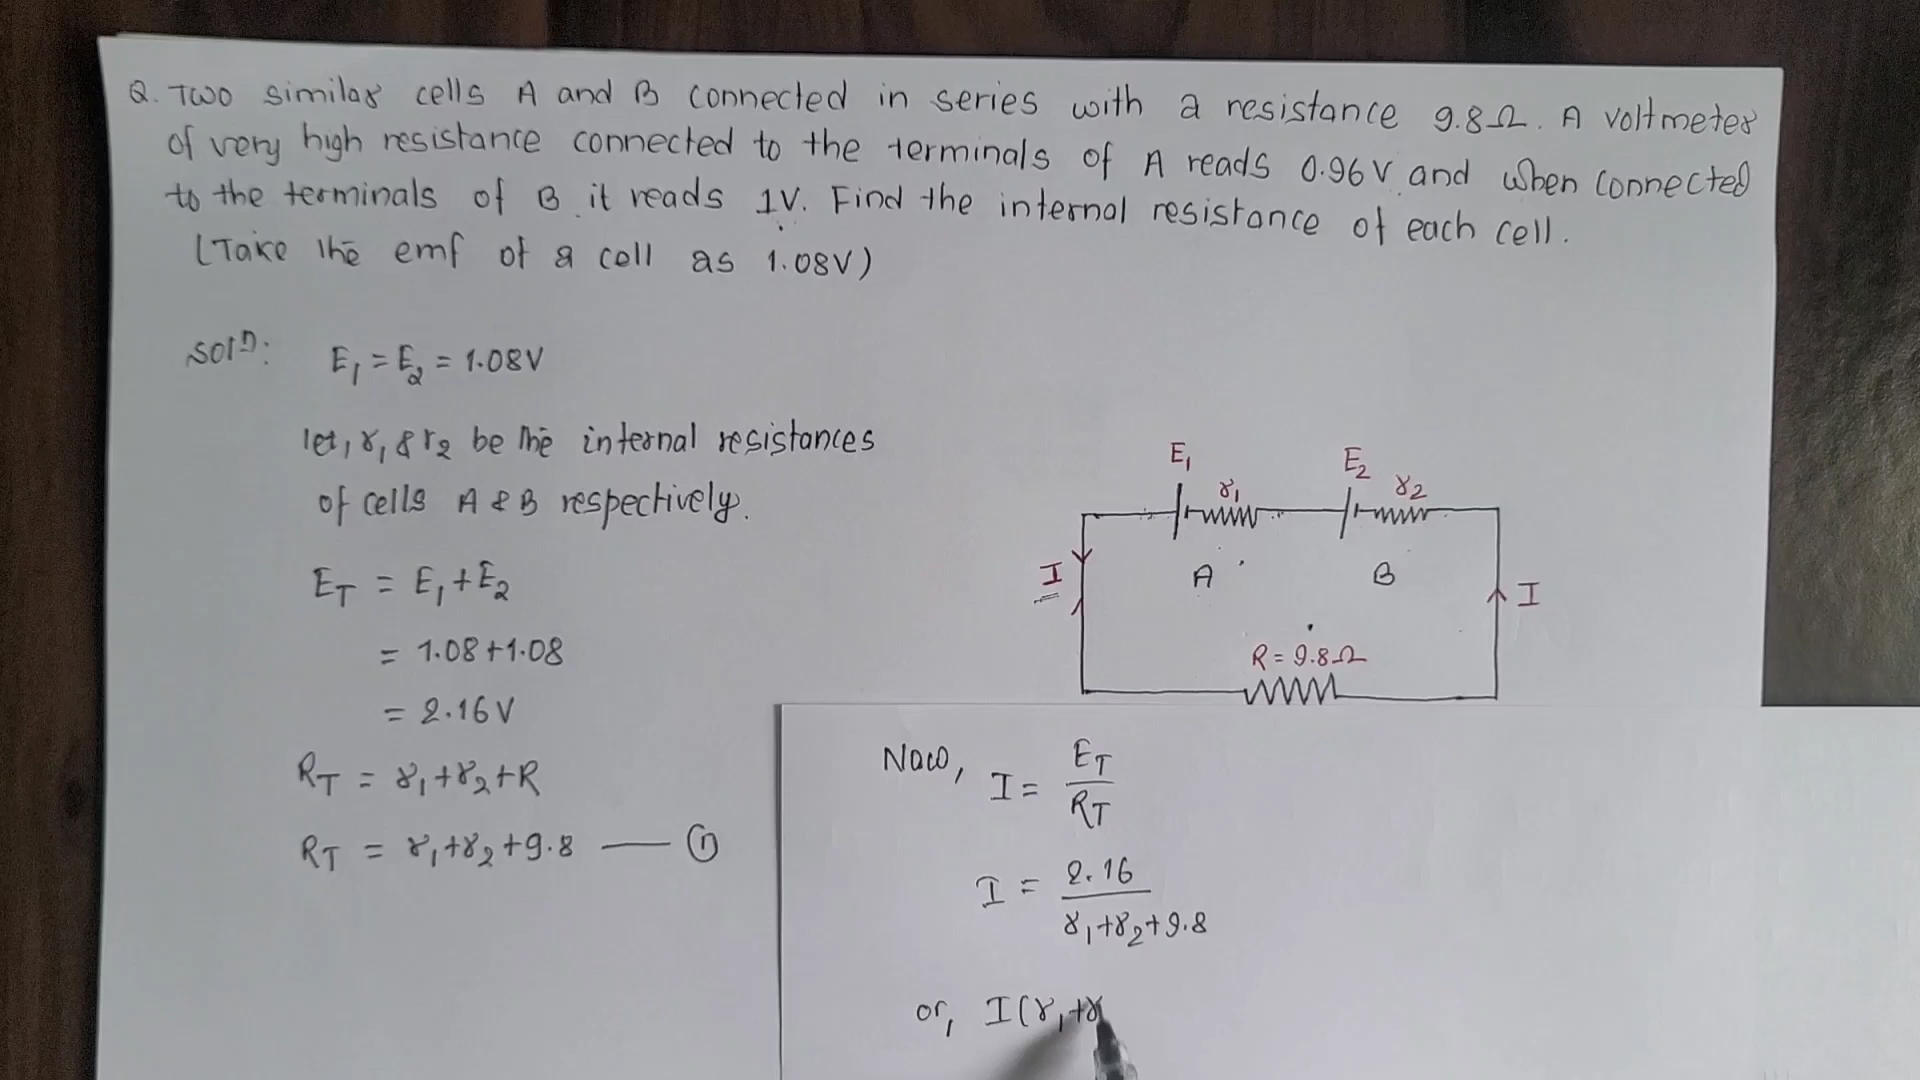 Q. Two similar cells A and B connected in series with a resistance 9.8Ω. A voltmeter
of very high resistance connected to the terminals of A reads 0.96V and when connected
to the terminals of B it reads 1V. Find the internal resistance of each cell.
(Take the emf of a cell as 1.08V)
Solⁿ:
E₁ = E₂ = 1.08V
let, r₁ & r₂ be the internal resistances
of cells A & B respectively.
E_T = E₁+E₂
= 1.08+1.08
= 2.16V
R_T = r₁+r₂+R
R_T = r₁+r₂+9.8 —— ①
E₁
r₁
E₂
r₂
I
A
B
I
R = 9.8Ω
Now, I = E_T / R_T
I = 2.16 / r₁+r₂+9.8
or, I(r₁+r